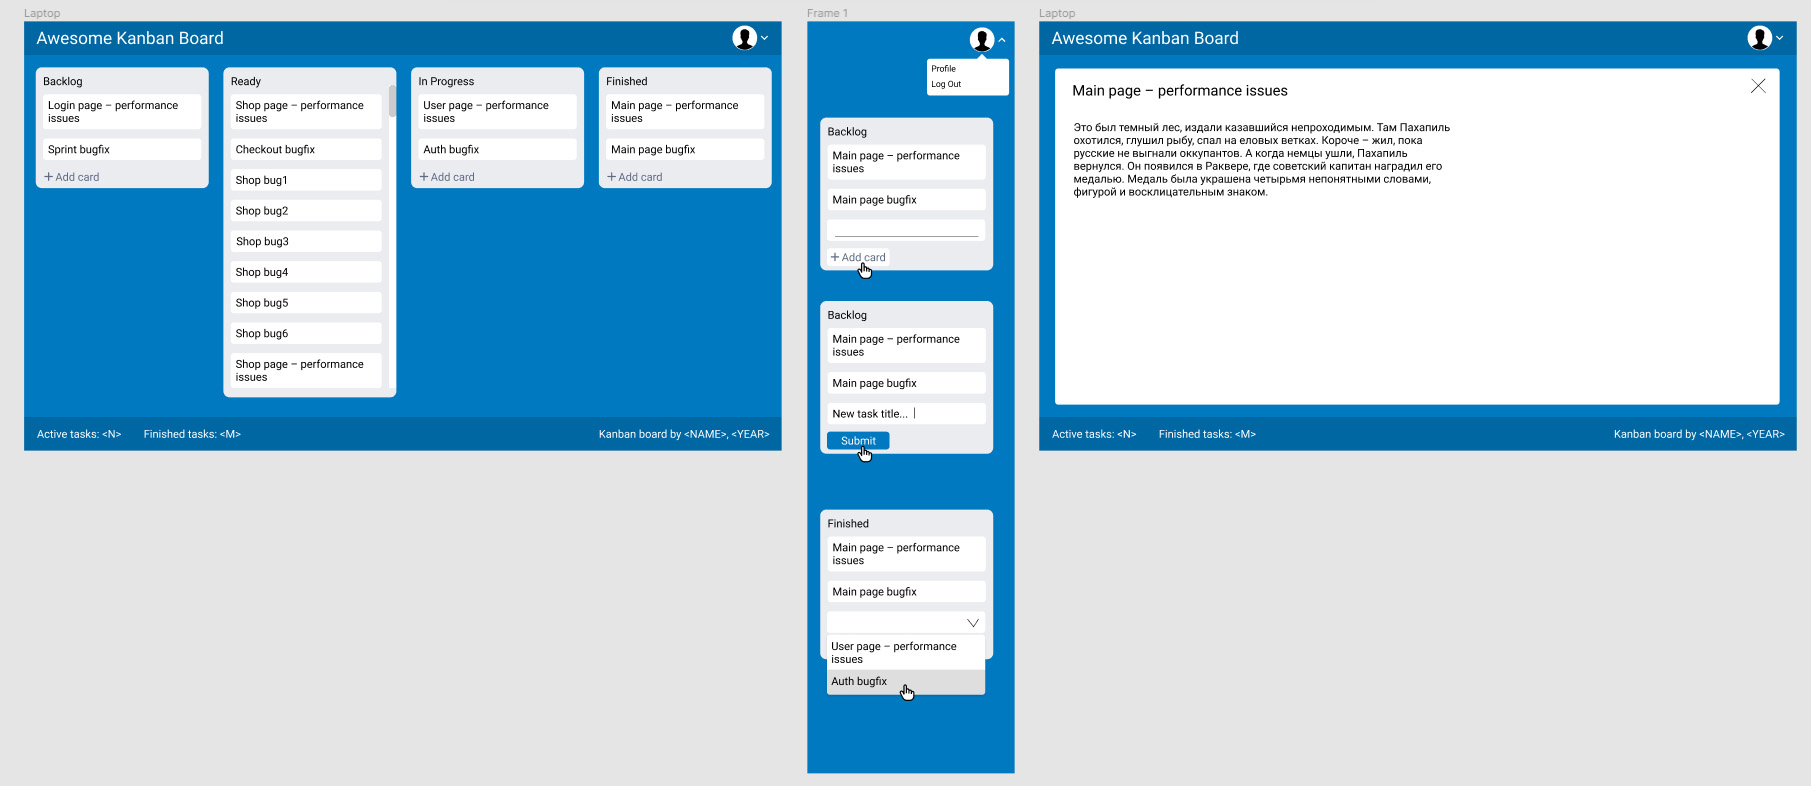 Laptop
Awesome Kanban Board
Backlog
Login page – performance
issues
Sprint bugfix
+ Add card
Ready
Shop page – performance
issues
Checkout bugfix
Shop bug1
Shop bug2
Shop bug3
Shop bug4
Shop bug5
Shop bug6
Shop page – performance
issues
In Progress
User page – performance
issues
Auth bugfix
+ Add card
Finished
Main page – performance
issues
Main page bugfix
+ Add card
Active tasks: <N>
Finished tasks: <M>
Kanban board by <NAME>, <YEAR>
Frame 1
Profile
Log Out
Backlog
Main page – performance
issues
Main page bugfix
+ Add card
Backlog
Main page – performance
issues
Main page bugfix
New task title...
Submit
Finished
Main page – performance
issues
Main page bugfix
User page – performance
issues
Auth bugfix
Laptop
Awesome Kanban Board
Main page – performance issues
Это был темный лес, издали казавшийся непроходимым. Там Пахапиль
охотился, глушил рыбу, спал на еловых ветках. Короче – жил, пока
русские не выгнали оккупантов. А когда немцы ушли, Пахапиль
вернулся. Он появился в Раквере, где советский капитан наградил его
медалью. Медаль была украшена четырьмя непонятными словами,
фигурой и восклицательным знаком.
Active tasks: <N>
Finished tasks: <M>
Kanban board by <NAME>, <YEAR>